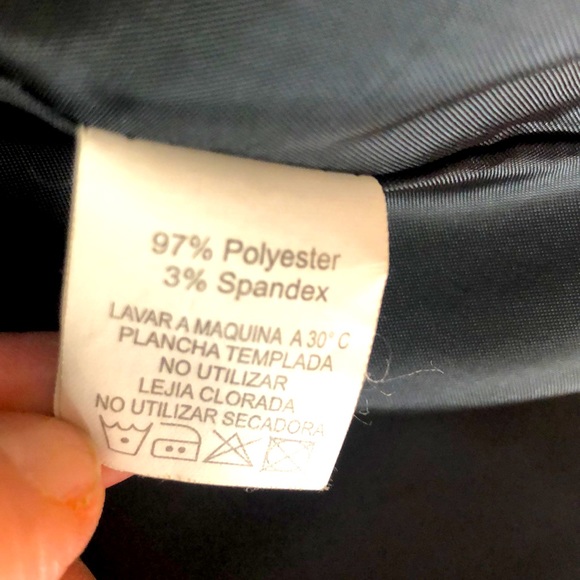 97% Polyester
3% Spandex
LAVAR A MAQUINA A 30° C
PLANCHA TEMPLADA
NO UTILIZAR
LEJIA CLORADA
NO UTILIZAR SECADORA